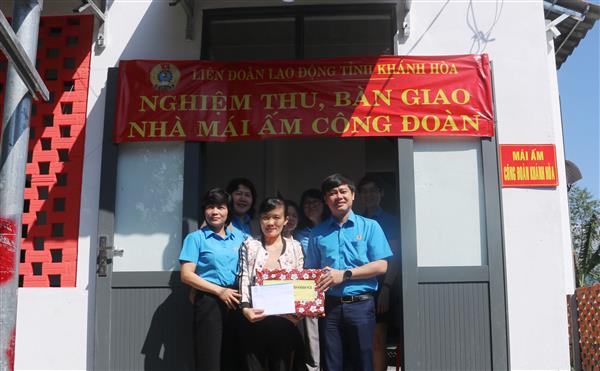 LIÊN ĐOÀN LAO ĐỘNG TỈNH KHÁNH HÒA
NGHIỆM THU, BÀN GIAO
NHÀ MÁI ẤM CÔNG ĐOÀN
MÁI ẤM
CÔNG ĐOÀN KHÁNH HÒA